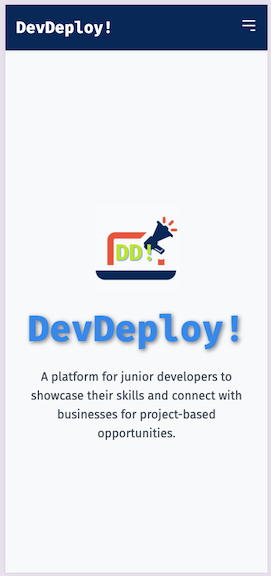 DevDeploy!
DD!
DevDeploy!
A platform for junior developers to
showcase their skills and connect with
businesses for project-based
opportunities.